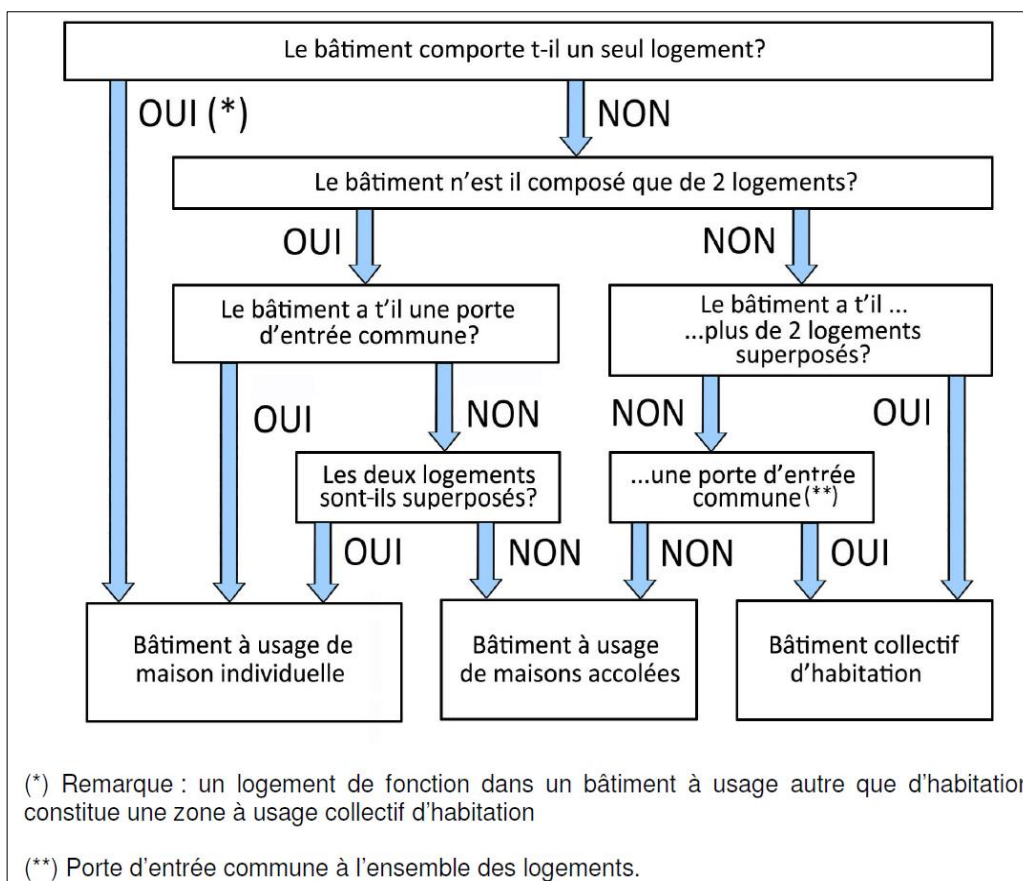 Le bâtiment comporte t-il un seul logement?
OUI (*)
NON
Le bâtiment n'est il composé que de 2 logements?
OUI
NON
Le bâtiment a t'il une porte
d'entrée commune?
Le bâtiment a t'il ...
...plus de 2 logements
superposés?
OUI
NON
NON
OUI
Les deux logements
sont-ils superposés?
...une porte d'entrée
commune(**)
OUI
NON
NON
OUI
Bâtiment à usage de
maison individuelle
Bâtiment à usage
de maisons accolées
Bâtiment collectif
d'habitation
(*) Remarque : un logement de fonction dans un bâtiment à usage autre que d'habitation
constitue une zone à usage collectif d'habitation
(**) Porte d'entrée commune à l'ensemble des logements.